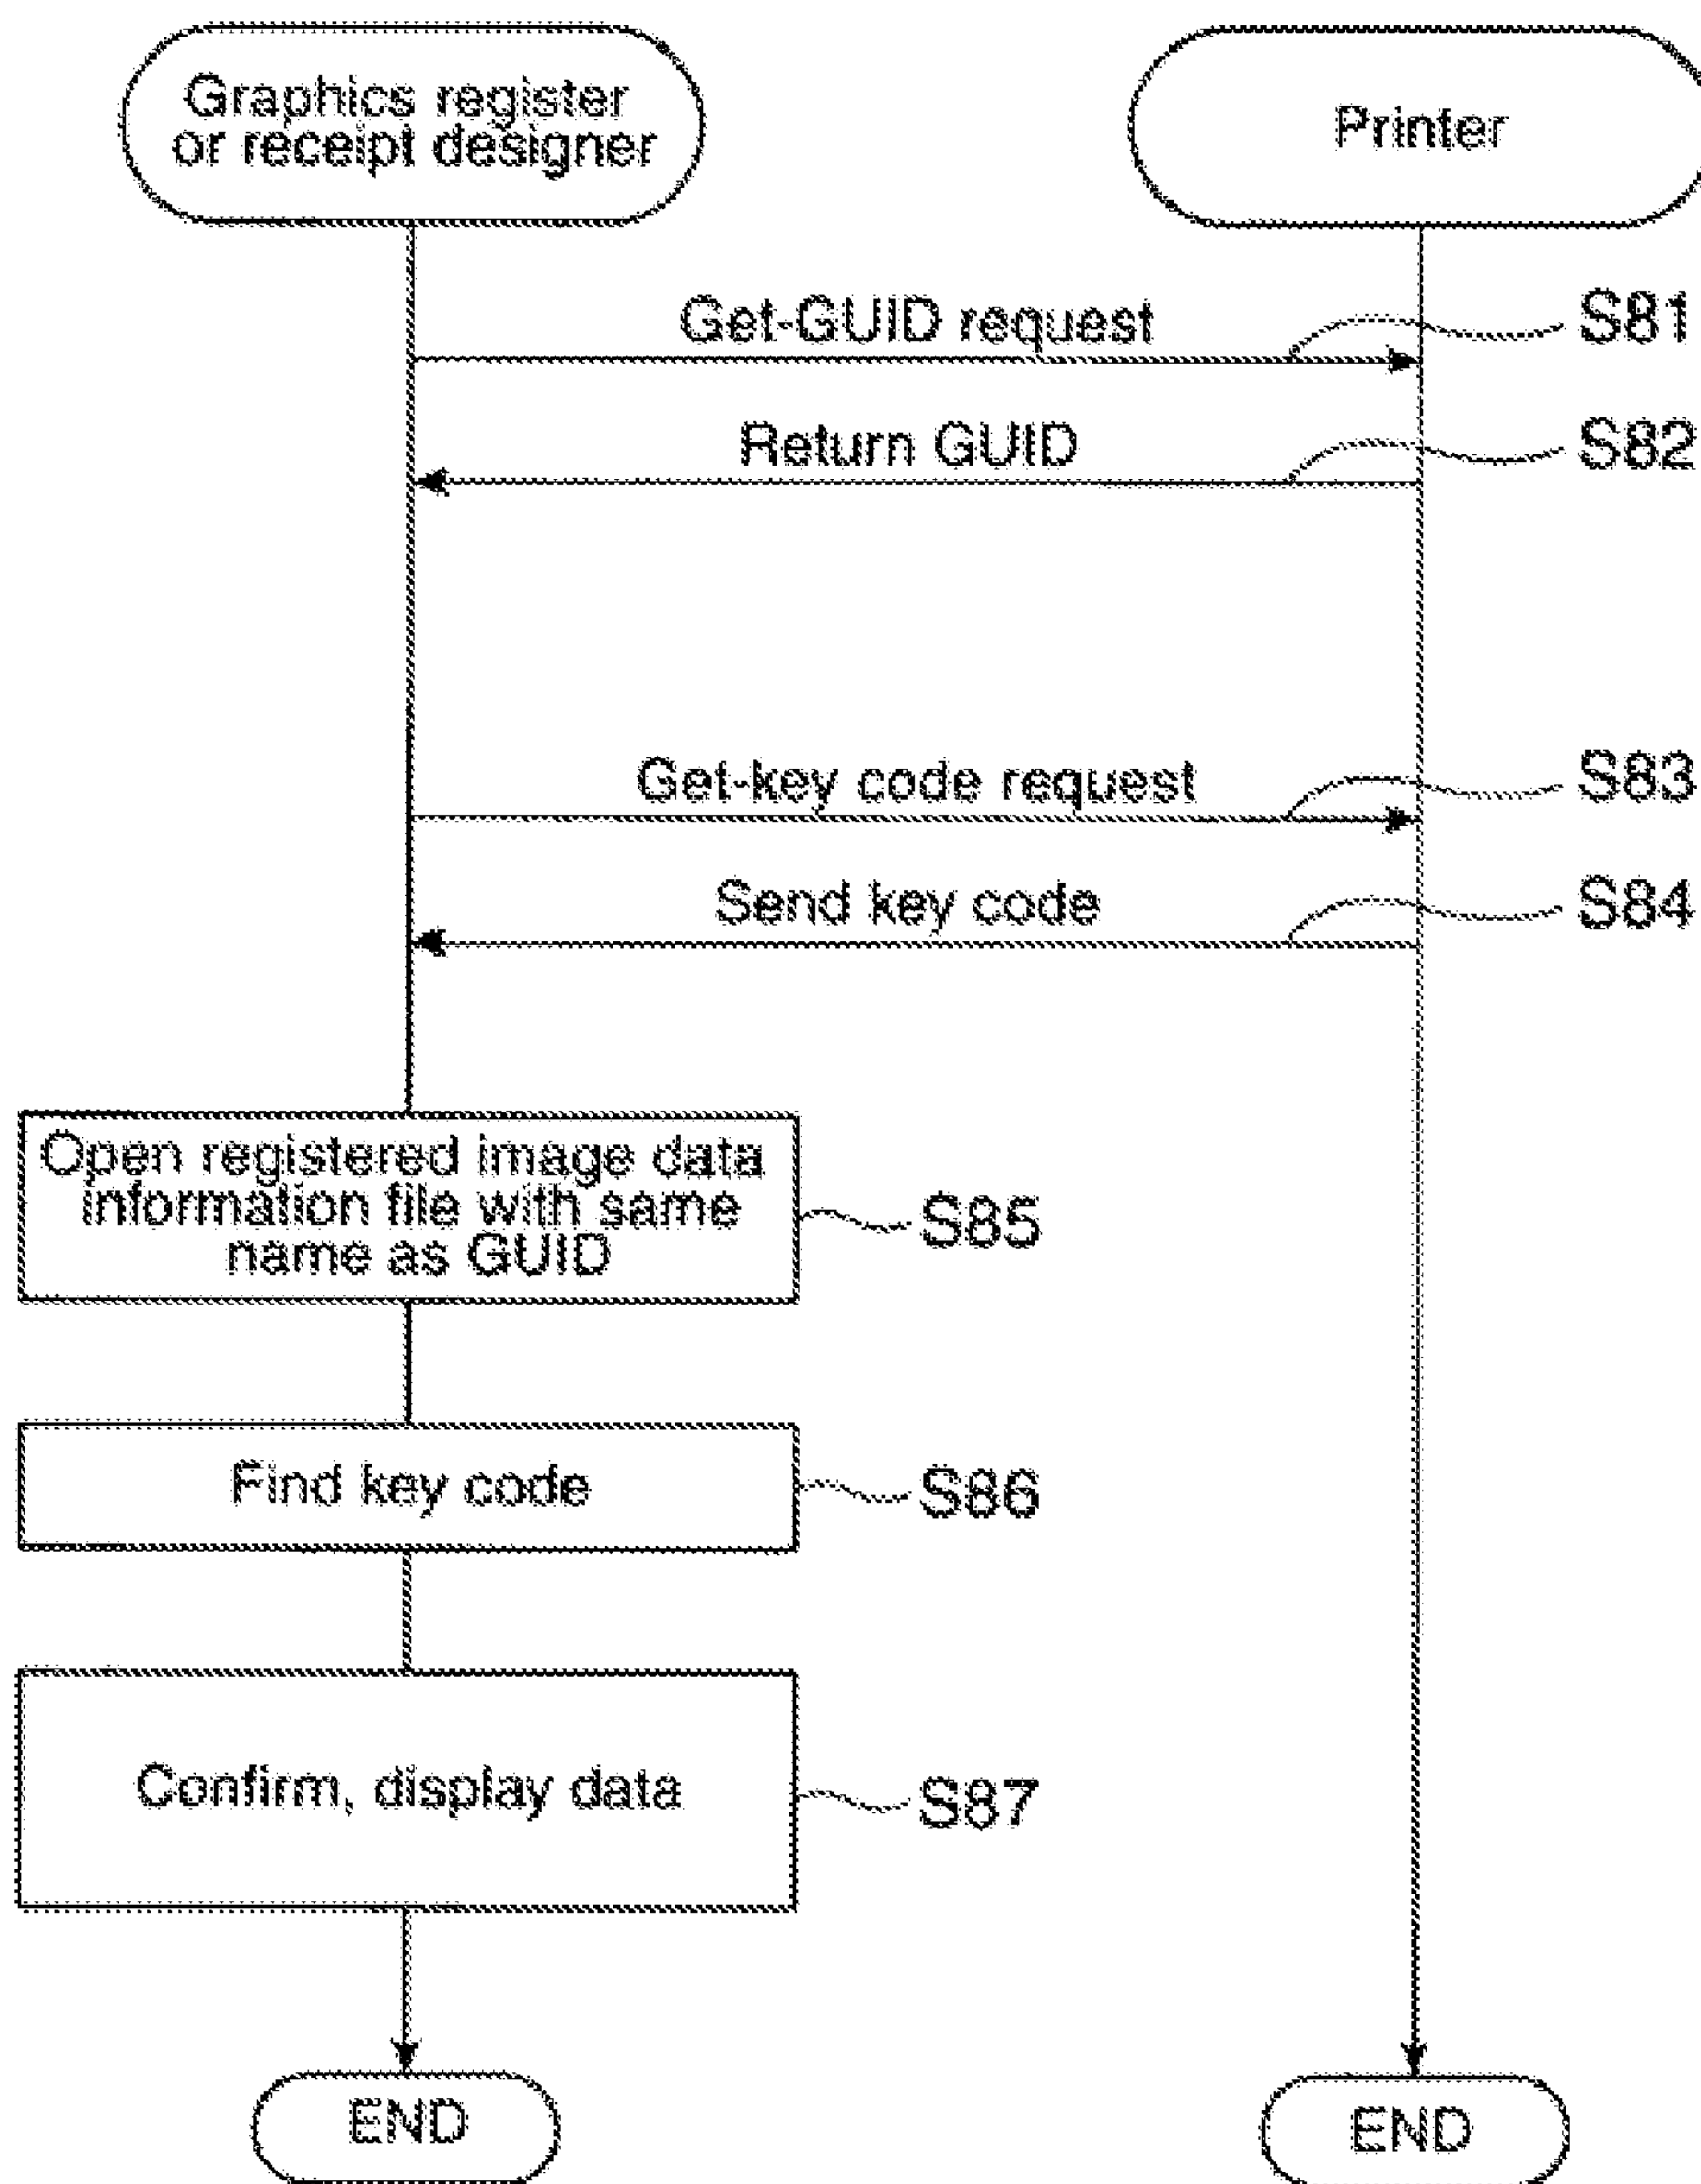 Graphics register
or receipt designer
Printer
Get-GUID request
S81
Return GUID
S82
Get-key code request
S83
Send key code
S84
Open registered image data
information file with same
name as GUID
S85
Find key code
S86
Confirm, display data
S87
END
END